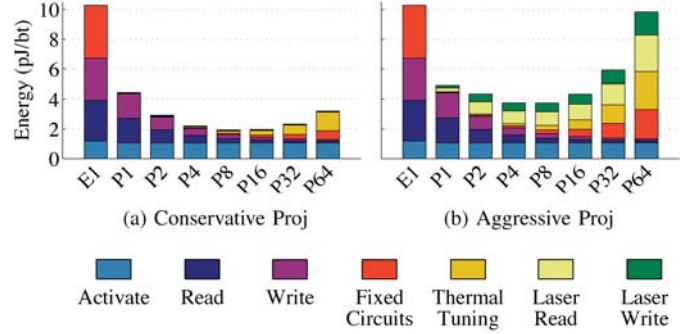 Energy (pJ/bt)
10
8
6
4
2
0
E1 P1 P2 P4 P8 P16 P32 P64
E1 P1 P2 P4 P8 P16 P32 P64
(a) Conservative Proj
(b) Aggressive Proj
Activate
Read
Write
Fixed
Circuits
Thermal
Tuning
Laser
Read
Laser
Write